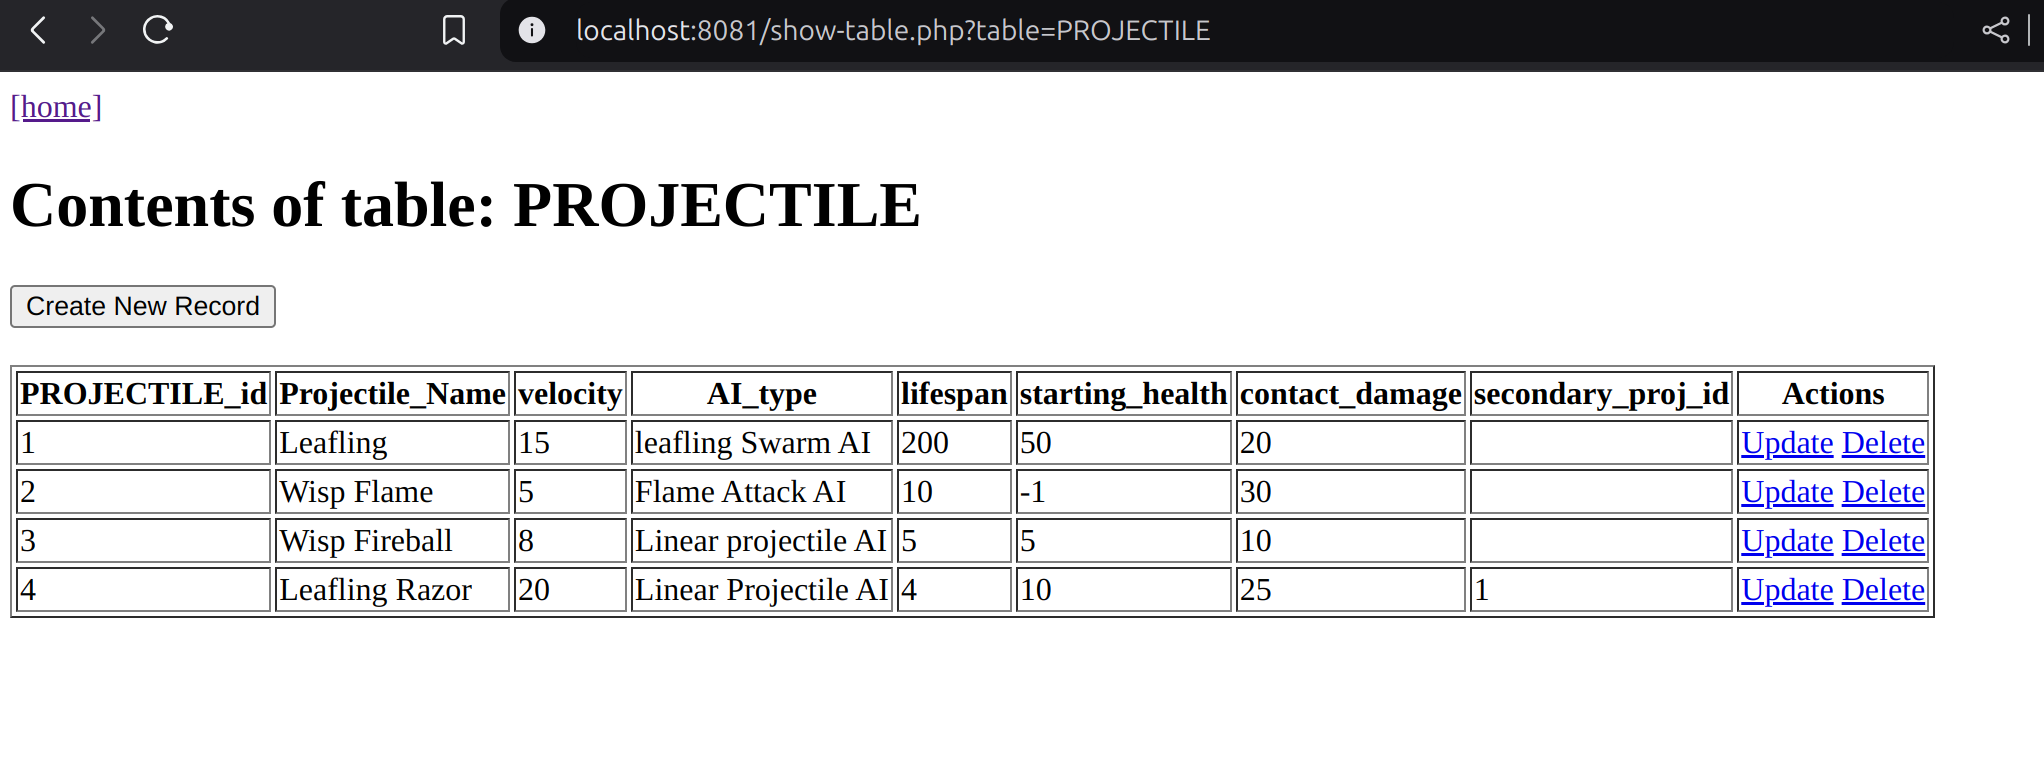 localhost:8081/show-table.php?table=PROJECTILE
[home]
Contents of table: PROJECTILE
Create New Record
PROJECTILE_id Projectile_Name velocity AI_type lifespan starting_health contact_damage secondary_proj_id Actions
1 Leafling 15 leafling Swarm AI 200 50 20 Update Delete
2 Wisp Flame 5 Flame Attack AI 10 -1 30 Update Delete
3 Wisp Fireball 8 Linear projectile AI 5 5 10 Update Delete
4 Leafling Razor 20 Linear Projectile AI 4 10 25 1 Update Delete